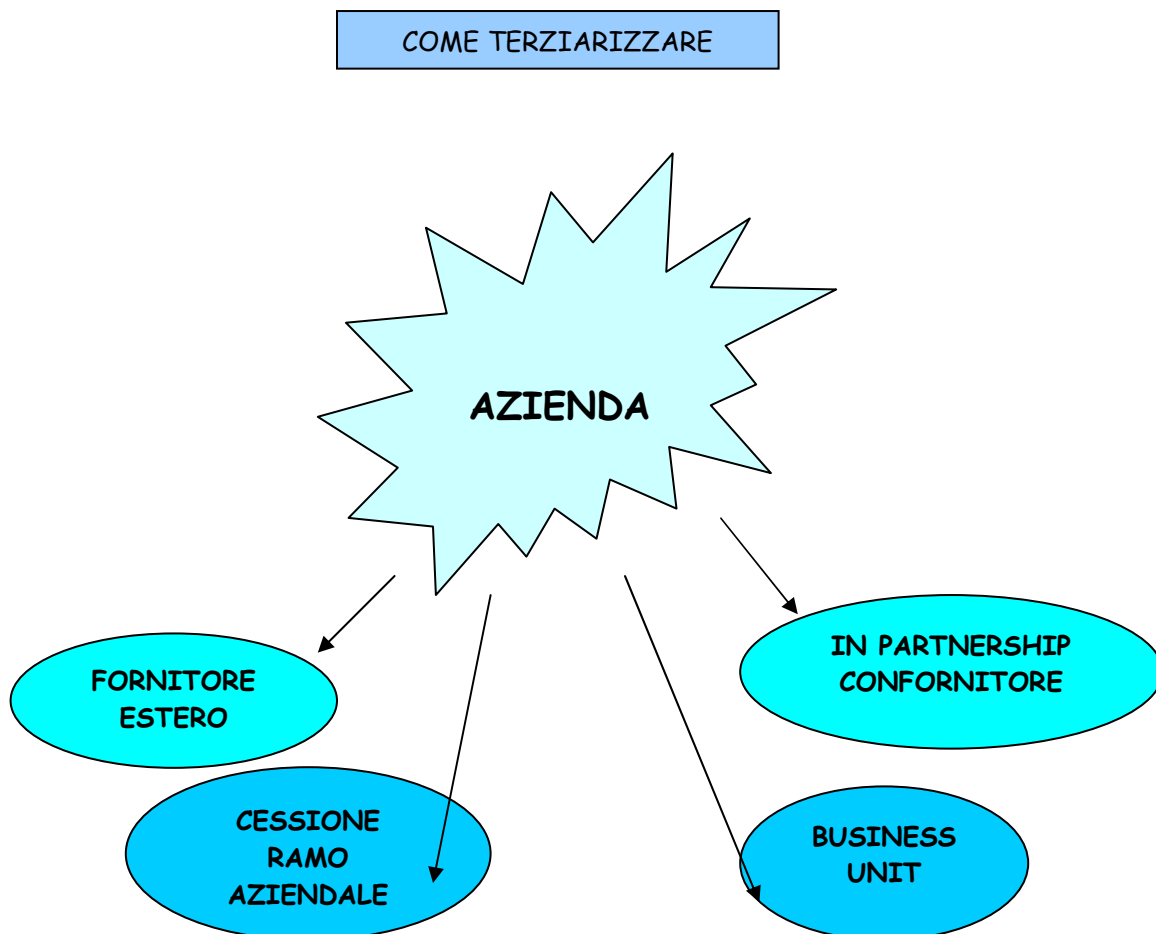 COME TERZIARIZZARE
AZIENDA
FORNITORE
ESTERO
IN PARTNERSHIP
CONFORNITORE
CESSIONE
RAMO
AZIENDALE
BUSINESS
UNIT